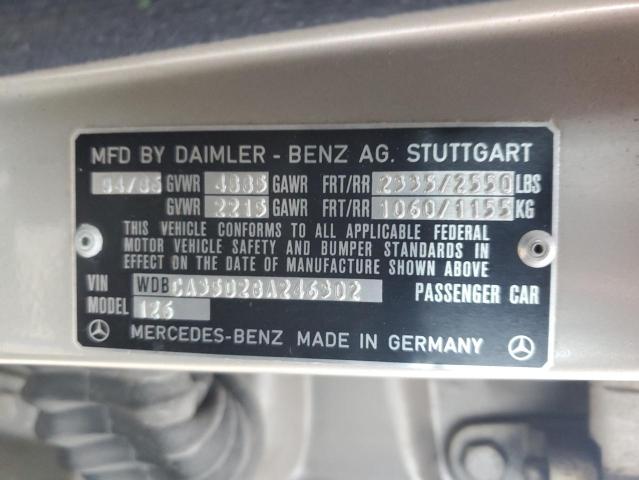 MFD BY DAIMLER - BENZ AG. STUTTGART
04/86 GVWR 4885 GAWR FRT/RR 2335/2550 LBS
GVWR 2215 GAWR FRT/RR 1060/1155 KG
THIS VEHICLE CONFORMS TO ALL APPLICABLE FEDERAL
MOTOR VEHICLE SAFETY AND BUMPER STANDARDS IN
EFFECT ON THE DATE OF MANUFACTURE SHOWN ABOVE
VIN WDBCA35D2GA246302 PASSENGER CAR
MODEL 126
MERCEDES-BENZ MADE IN GERMANY